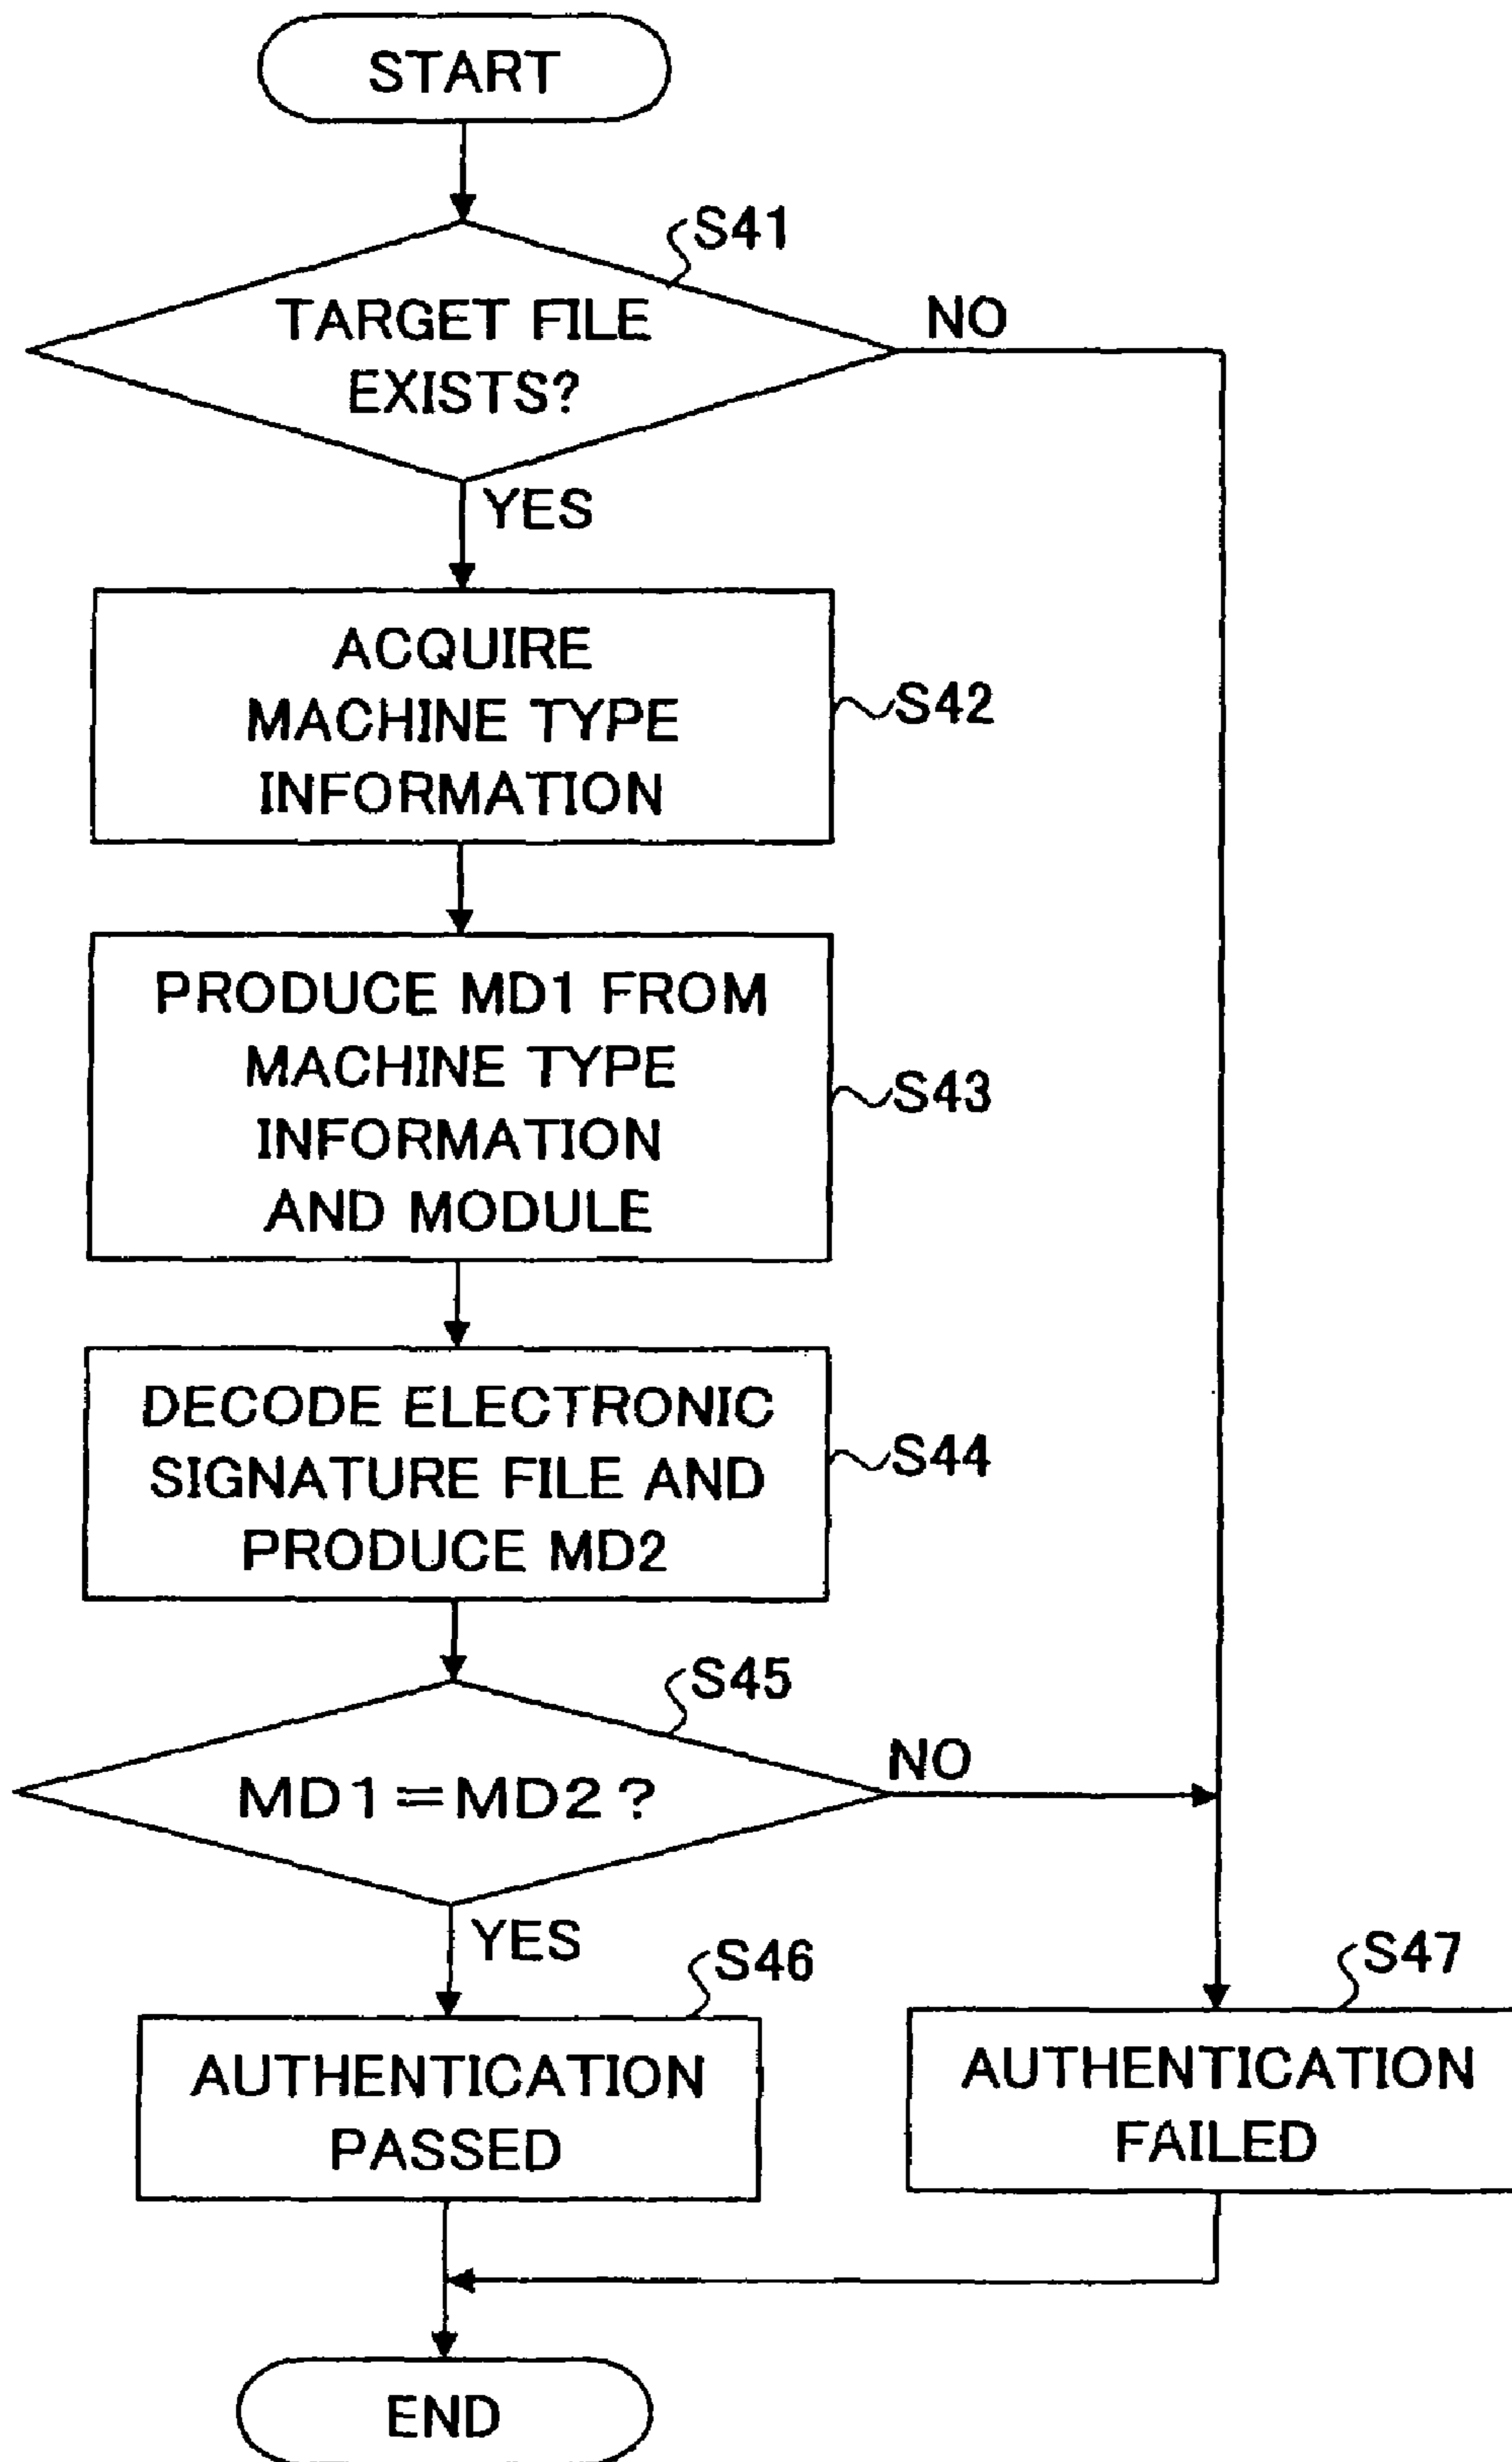 START
S41
TARGET FILE
EXISTS?
NO
YES
ACQUIRE
MACHINE TYPE
INFORMATION
S42
PRODUCE MD1 FROM
MACHINE TYPE
INFORMATION
AND MODULE
S43
DECODE ELECTRONIC
SIGNATURE FILE AND
PRODUCE MD2
S44
S45
MD1=MD2?
NO
YES
S46
AUTHENTICATION
PASSED
S47
AUTHENTICATION
FAILED
END